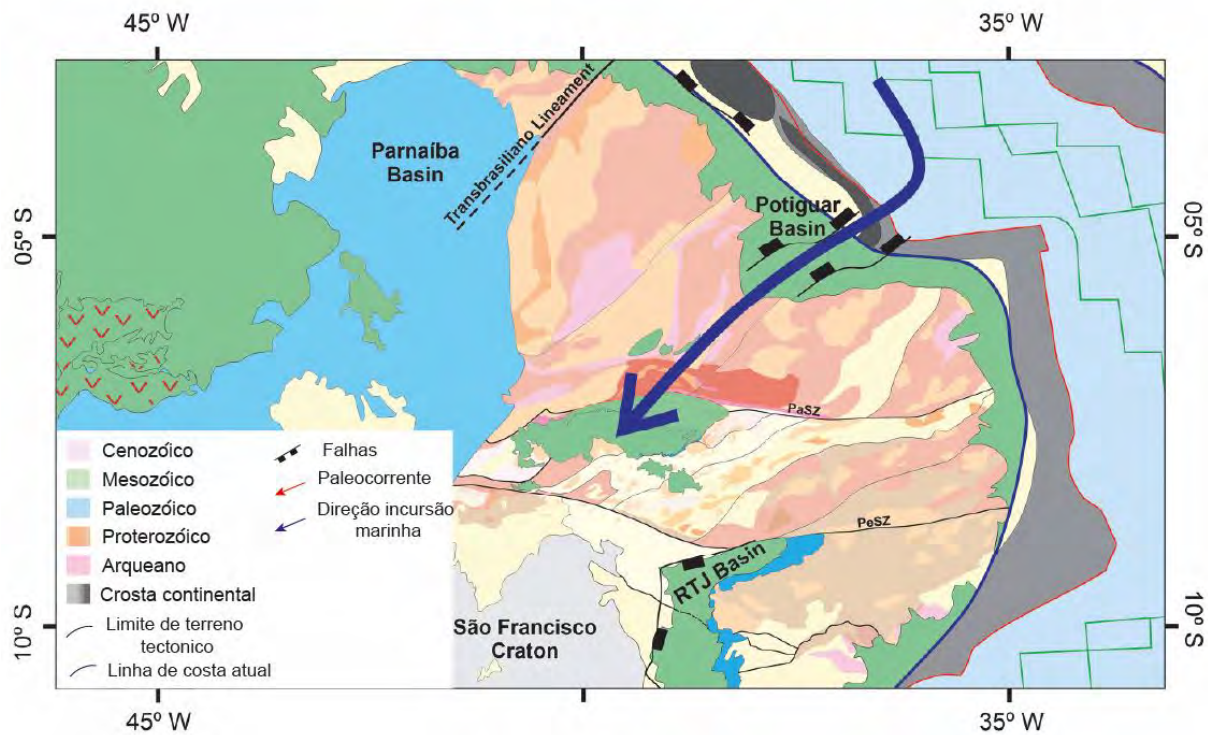 45º W
35º W
Transbrasiliano Lineament
Parnaíba
Basin
Potiguar
Basin
05º S
05º S
PaSZ
PeSZ
RTJ Basin
São Francisco
Craton
10º S
10º S
Cenozóico
Mesozóico
Paleozóico
Proterozóico
Arqueano
Crosta continental
Limite de terreno
tectonico
Linha de costa atual
Falhas
Paleocorrente
Direção incursão
marinha
45º W
35º W